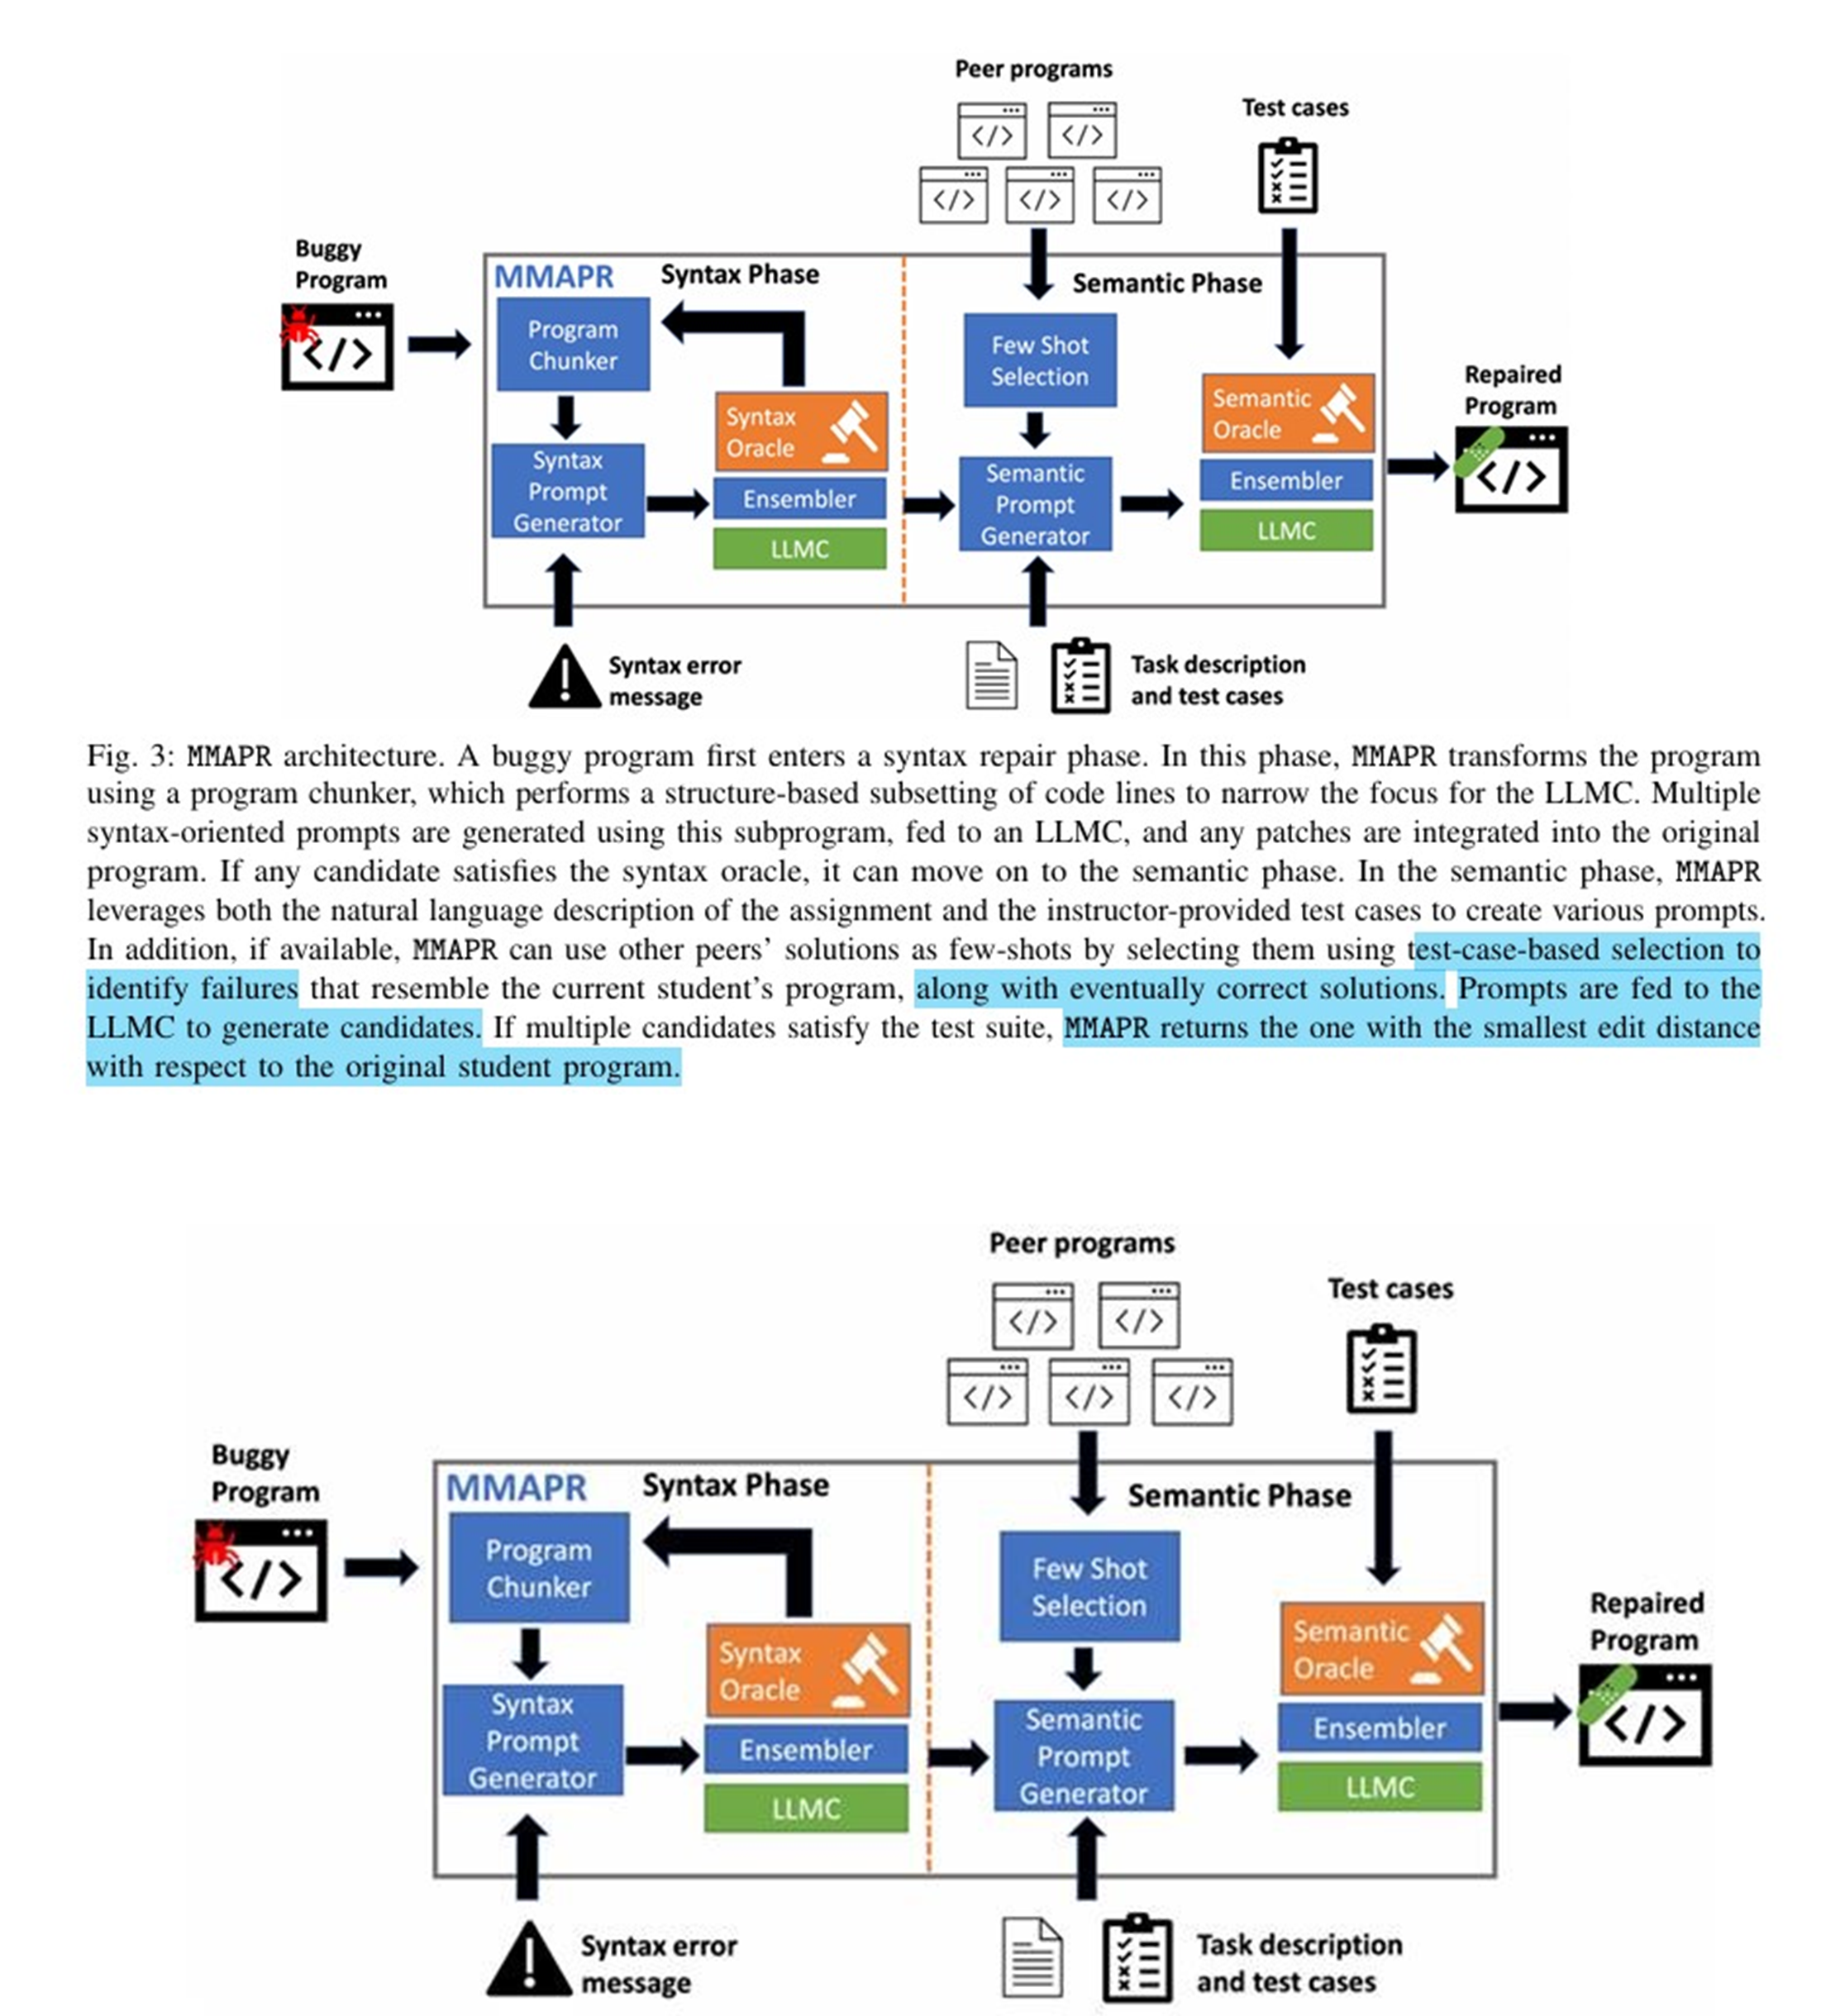 Peer programs
Test cases
Buggy
Program
MMAPR
Syntax Phase
Semantic Phase
Program
Chunker
Few Shot
Selection
Syntax
Oracle
Semantic
Oracle
Repaired
Program
Syntax
Prompt
Generator
Ensembler
LLMC
Semantic
Prompt
Generator
Ensembler
LLMC
Syntax error
message
Task description
and test cases
Fig. 3: MMAPR architecture. A buggy program first enters a syntax repair phase. In this phase, MMAPR transforms the program
using a program chunker, which performs a structure-based subsetting of code lines to narrow the focus for the LLMC. Multiple
syntax-oriented prompts are generated using this subprogram, fed to an LLMC, and any patches are integrated into the original
program. If any candidate satisfies the syntax oracle, it can move on to the semantic phase. In the semantic phase, MMAPR
leverages both the natural language description of the assignment and the instructor-provided test cases to create various prompts.
In addition, if available, MMAPR can use other peers’ solutions as few-shots by selecting them using test-case-based selection to
identify failures that resemble the current student’s program, along with eventually correct solutions. Prompts are fed to the
LLMC to generate candidates. If multiple candidates satisfy the test suite, MMAPR returns the one with the smallest edit distance
with respect to the original student program.
Peer programs
Test cases
Buggy
Program
MMAPR
Syntax Phase
Semantic Phase
Program
Chunker
Few Shot
Selection
Syntax
Oracle
Semantic
Oracle
Repaired
Program
Syntax
Prompt
Generator
Ensembler
LLMC
Semantic
Prompt
Generator
Ensembler
LLMC
Syntax error
message
Task description
and test cases